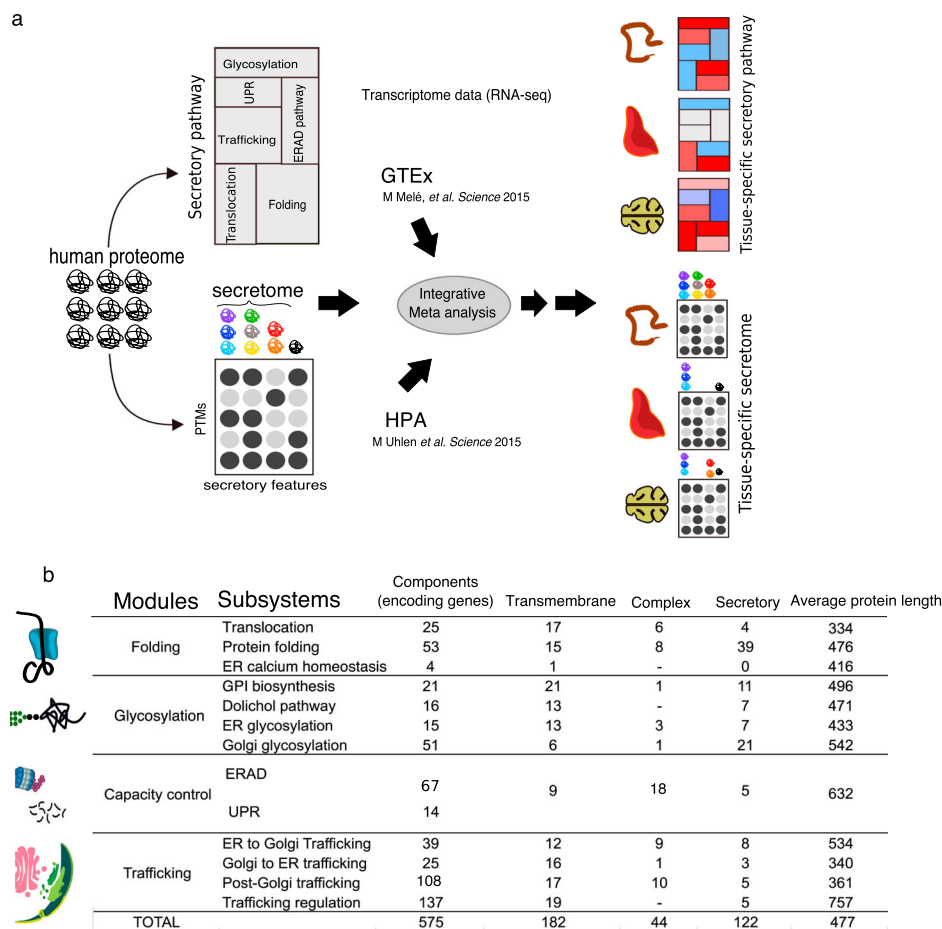 a
Secretory pathway
Glycosylation
UPR
ERAD pathway
Trafficking
Translocation
Folding
Transcriptome data (RNA-seq)
GTEx
M Melé, et al. Science 2015
human proteome
secretome
PTMs
secretory features
Integrative
Meta analysis
HPA
M Uhlen et al. Science 2015
Tissue-specific secretory pathway
Tissue-specific secretome
b
Modules Subsystems Components (encoding genes) Transmembrane Complex Secretory Average protein length
Folding
Translocation 25 17 6 4 334
Protein folding 53 15 8 39 476
ER calcium homeostasis 4 1 - 0 416
Glycosylation
GPI biosynthesis 21 21 1 11 496
Dolichol pathway 16 13 - 7 471
ER glycosylation 15 13 3 7 433
Golgi glycosylation 51 6 1 21 542
Capacity control
ERAD 67
9 18 5 632
UPR 14
Trafficking
ER to Golgi Trafficking 39 12 9 8 534
Golgi to ER trafficking 25 16 1 3 340
Post-Golgi trafficking 108 17 10 5 361
Trafficking regulation 137 19 - 5 757
TOTAL 575 182 44 122 477